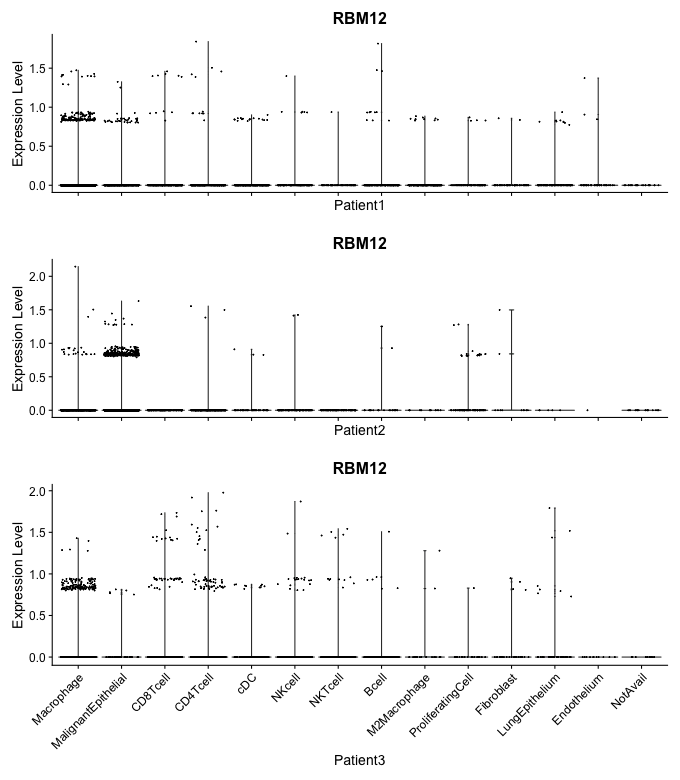 RBM12
Expression Level
1.5
1.0
0.5
0.0
Patient1
RBM12
Expression Level
2.0
1.5
1.0
0.5
0.0
Patient2
RBM12
Expression Level
2.0
1.5
1.0
0.5
0.0
Macrophage
MalignantEpithelial
CD8Tcell
CD4Tcell
cDC
NKcell
NKTcell
Bcell
M2Macrophage
ProliferatingCell
Fibroblast
LungEpithelium
Endothelium
NotAvail
Patient3